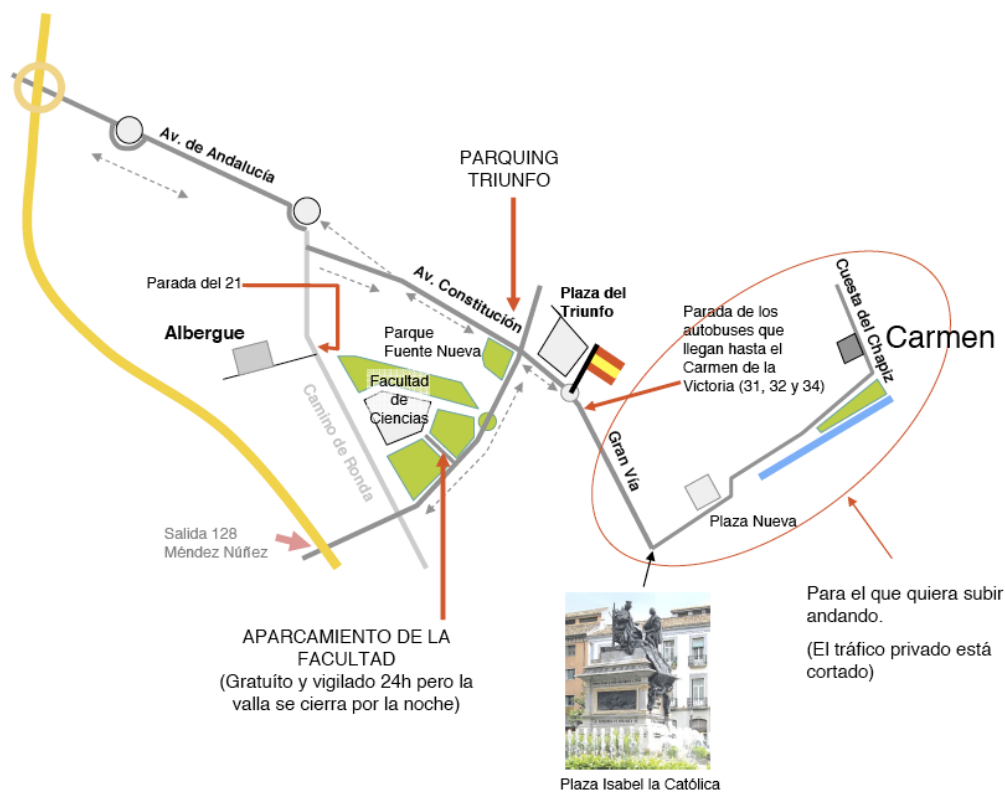 Av. de Andalucía
PARQUING
TRIUNFO
Parada del 21
Albergue
Av. Constitución
Parque
Fuente Nueva
Facultad
de
Ciencias
Camino de Ronda
Plaza del
Triunfo
Parada de los
autobuses que
llegan hasta el
Carmen de la
Victoria (31, 32 y 34)
Cuesta del Chapiz
Carmen
Gran Vía
Plaza Nueva
Salida 128
Méndez Núñez
APARCAMIENTO DE LA
FACULTAD
(Gratuíto y vigilado 24h pero la
valla se cierra por la noche)
Para el que quiera subir
andando.
(El tráfico privado está
cortado)
Plaza Isabel la Católica